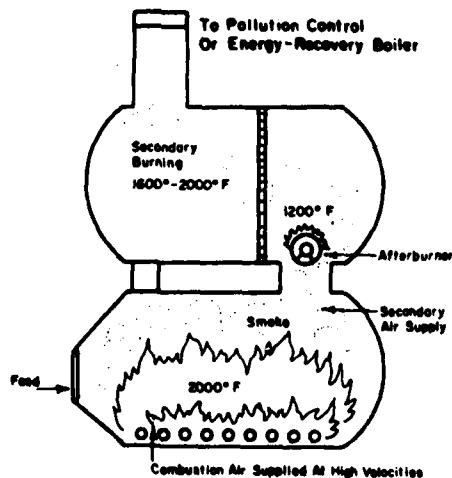 To Pollution Control
Or Energy-Recovery Boiler
Secondary
Burning
1600°-2000° F
1200° F
Afterburner
Secondary
Air Supply
Smoke
Feed
2000° F
Combustion Air Supplied At High Velocities